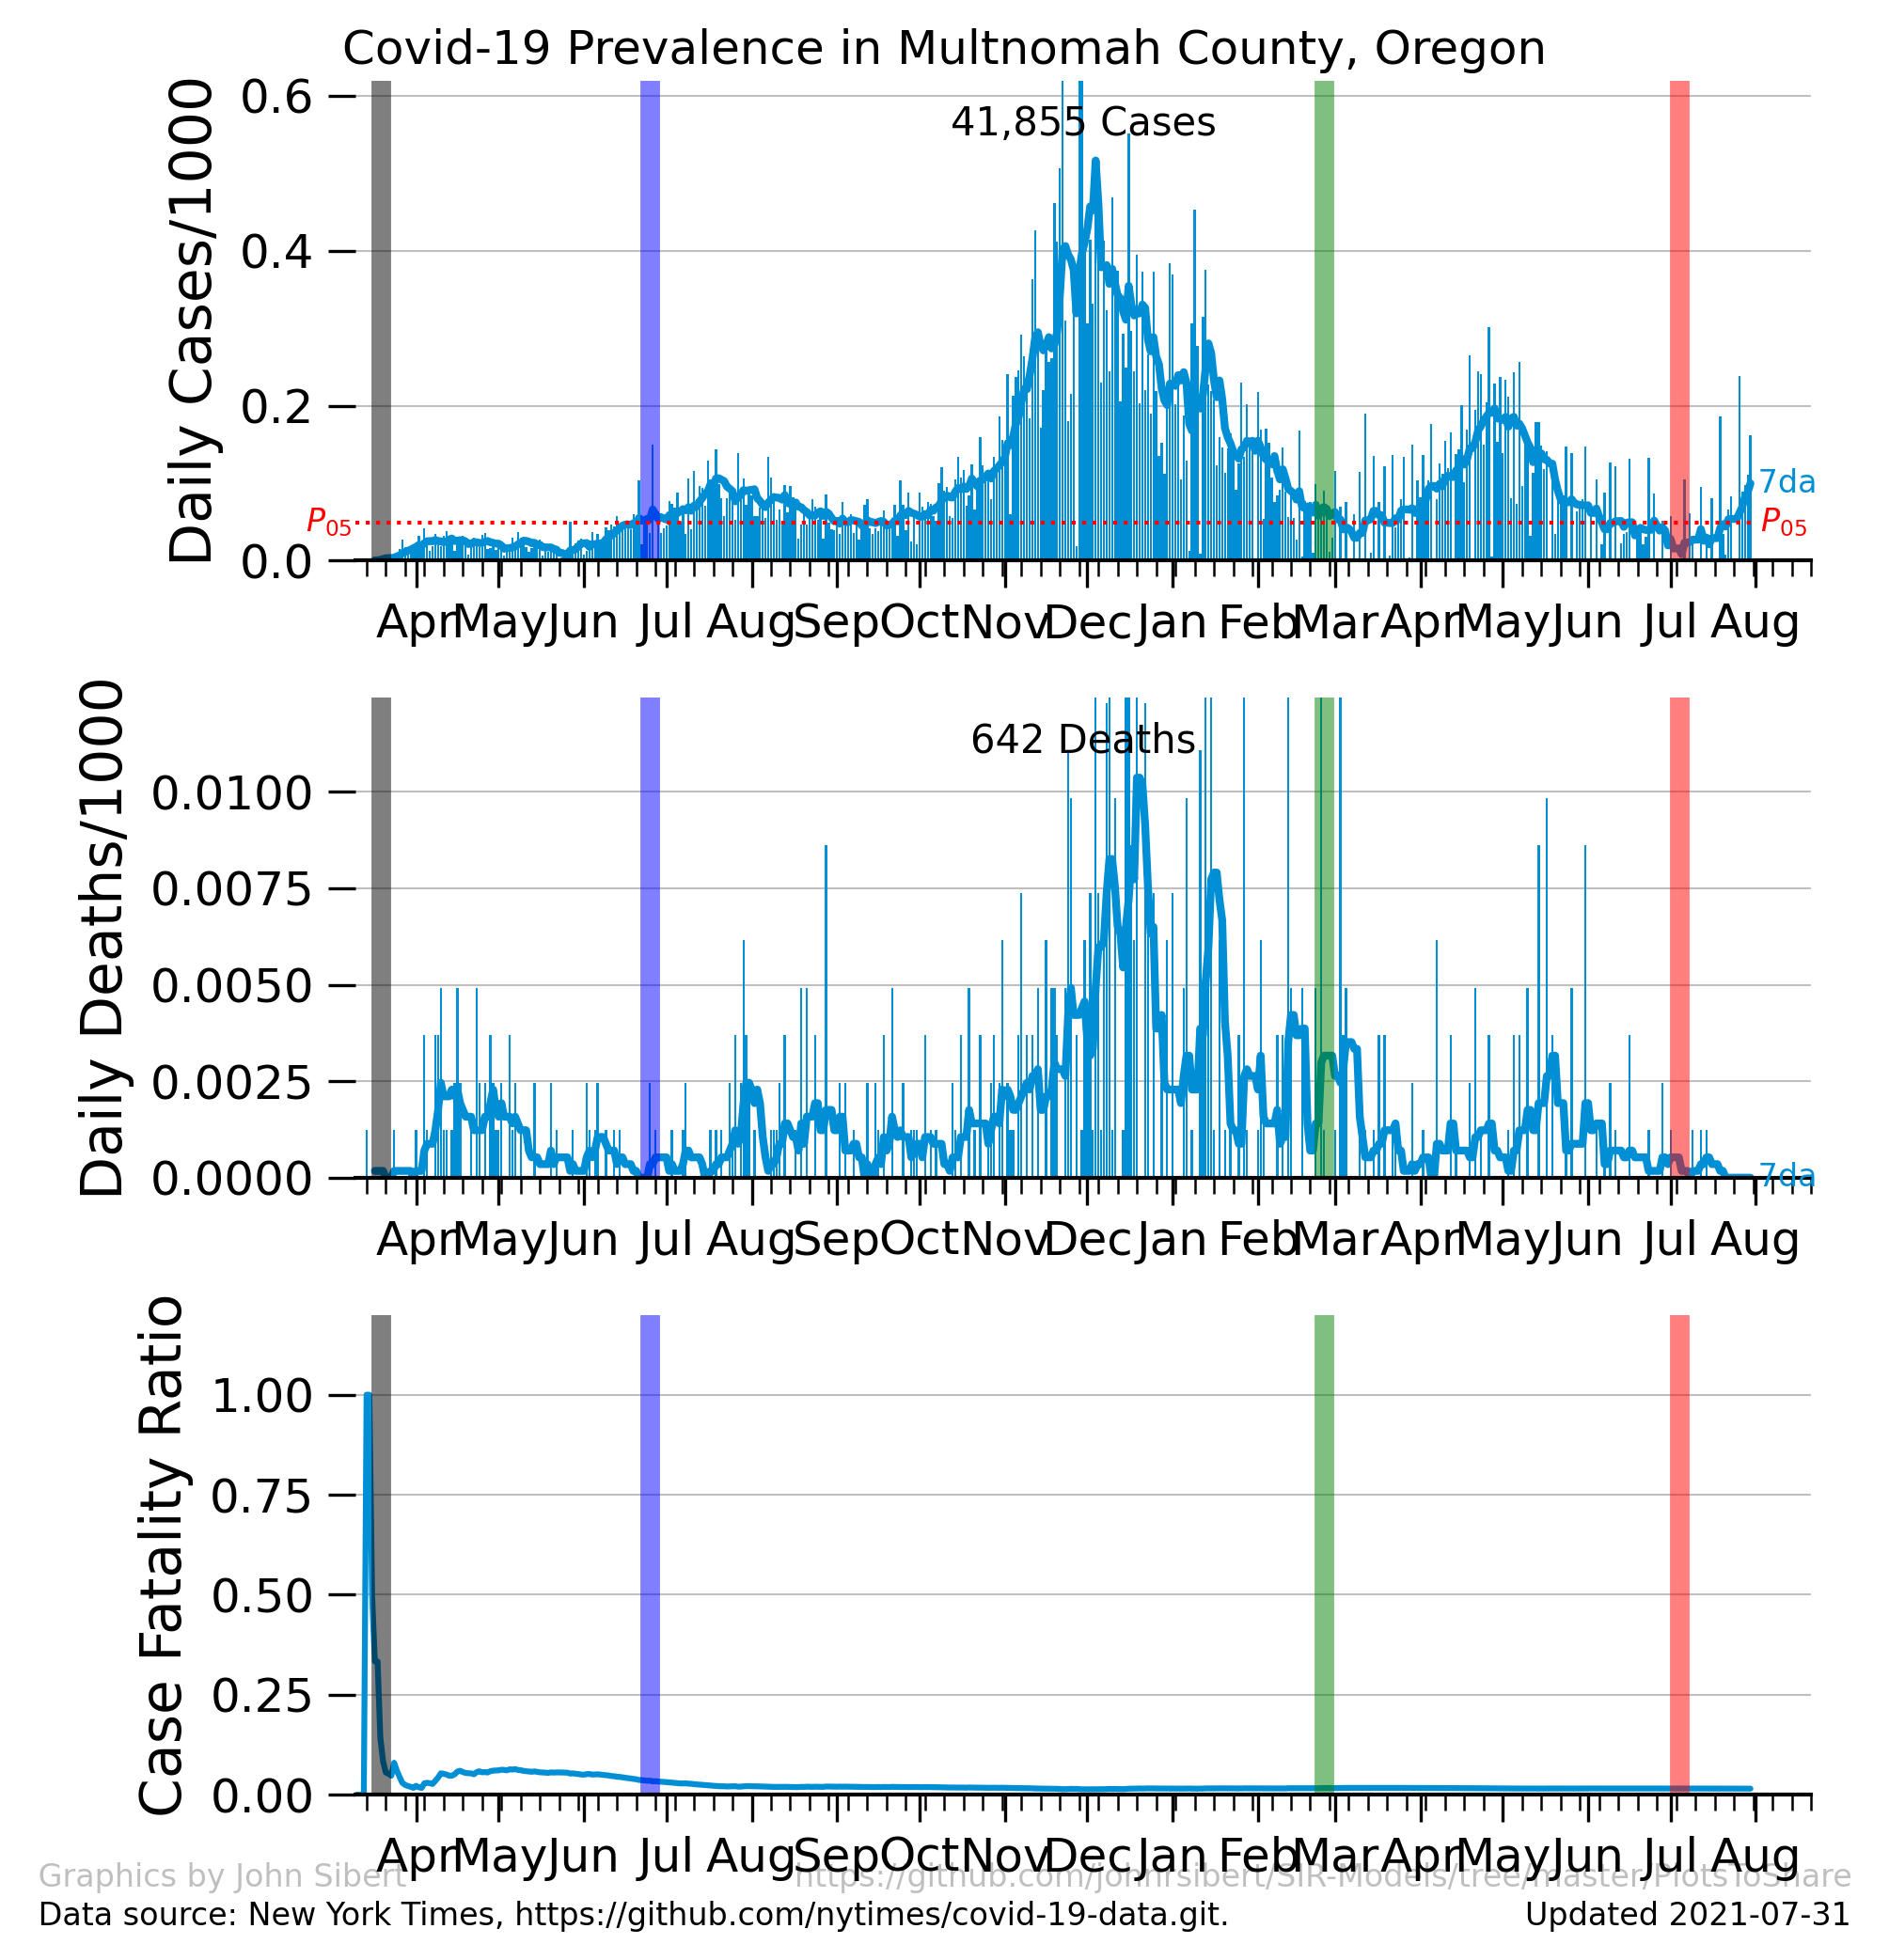 Covid-19 Prevalence in Multnomah County, Oregon
Daily Cases/1000
0.6
0.4
0.2
0.0
41,855 Cases
P05
7da
P05
Apr May Jun Jul Aug Sep Oct Nov Dec Jan Feb Mar Apr May Jun Jul Aug
Daily Deaths/1000
0.0100
0.0075
0.0050
0.0025
0.0000
642 Deaths
7da
Apr May Jun Jul Aug Sep Oct Nov Dec Jan Feb Mar Apr May Jun Jul Aug
Case Fatality Ratio
1.00
0.75
0.50
0.25
0.00
Apr May Jun Jul Aug Sep Oct Nov Dec Jan Feb Mar Apr May Jun Jul Aug
Graphics by John Sibert https://github.com/johnrsibert/SIR-Models/tree/master/PlotsToShare
Data source: New York Times, https://github.com/nytimes/covid-19-data.git. Updated 2021-07-31